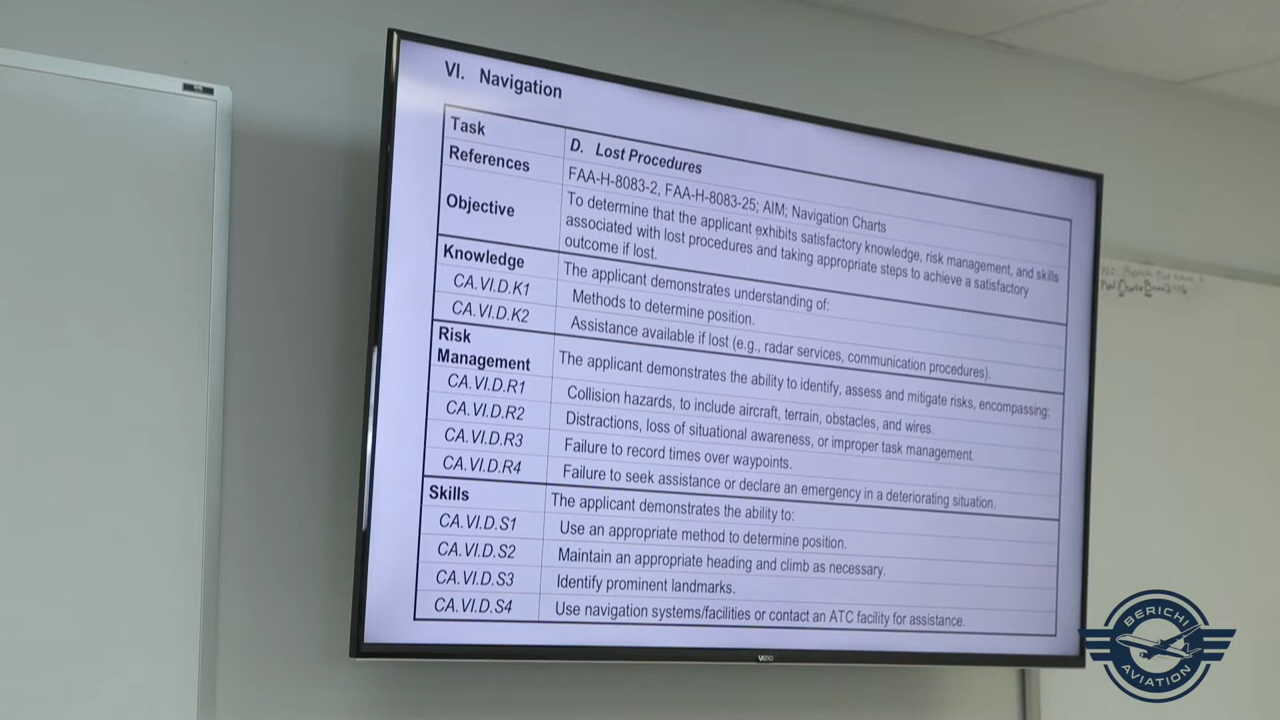 VI. Navigation
Task
D. Lost Procedures
References
FAA-H-8083-2, FAA-H-8083-25; AIM; Navigation Charts
Objective
To determine that the applicant exhibits satisfactory knowledge, risk management, and skills
associated with lost procedures and taking appropriate steps to achieve a satisfactory
outcome if lost.
Knowledge
The applicant demonstrates understanding of:
CA.VI.D.K1
Methods to determine position.
CA.VI.D.K2
Assistance available if lost (e.g., radar services, communication procedures).
Risk
Management
The applicant demonstrates the ability to identify, assess and mitigate risks, encompassing:
CA.VI.D.R1
Collision hazards, to include aircraft, terrain, obstacles, and wires.
CA.VI.D.R2
Distractions, loss of situational awareness, or improper task management.
CA.VI.D.R3
Failure to record times over waypoints.
CA.VI.D.R4
Failure to seek assistance or declare an emergency in a deteriorating situation.
Skills
The applicant demonstrates the ability to:
CA.VI.D.S1
Use an appropriate method to determine position.
CA.VI.D.S2
Maintain an appropriate heading and climb as necessary.
CA.VI.D.S3
Identify prominent landmarks.
CA.VI.D.S4
Use navigation systems/facilities or contact an ATC facility for assistance.
VIZIO
BERICHI
AVIATION